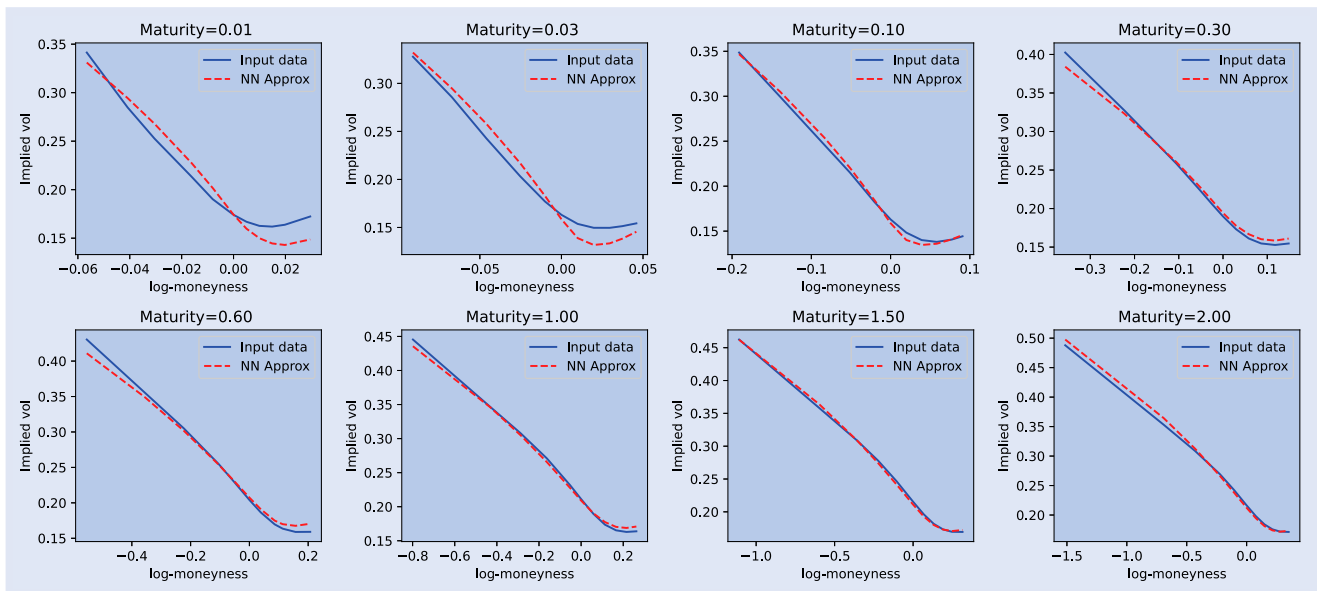 Maturity=0.01
0.35
0.30
0.25
0.20
0.15
Implied vol
Input data
NN Approx
−0.06 −0.04 −0.02 0.00 0.02
log-moneyness
Maturity=0.03
0.30
0.25
0.20
0.15
Implied vol
Input data
NN Approx
−0.05 0.00 0.05
log-moneyness
Maturity=0.10
0.35
0.30
0.25
0.20
0.15
Implied vol
Input data
NN Approx
−0.2 −0.1 0.0 0.1
log-moneyness
Maturity=0.30
0.40
0.35
0.30
0.25
0.20
0.15
Implied vol
Input data
NN Approx
−0.3 −0.2 −0.1 0.0 0.1
log-moneyness
Maturity=0.60
0.40
0.35
0.30
0.25
0.20
0.15
Implied vol
Input data
NN Approx
−0.4 −0.2 0.0 0.2
log-moneyness
Maturity=1.00
0.45
0.40
0.35
0.30
0.25
0.20
0.15
Implied vol
Input data
NN Approx
−0.8 −0.6 −0.4 −0.2 0.0 0.2
log-moneyness
Maturity=1.50
0.45
0.40
0.35
0.30
0.25
0.20
Implied vol
Input data
NN Approx
−1.0 −0.5 0.0
log-moneyness
Maturity=2.00
0.50
0.45
0.40
0.35
0.30
0.25
0.20
Implied vol
Input data
NN Approx
−1.5 −1.0 −0.5 0.0
log-moneyness